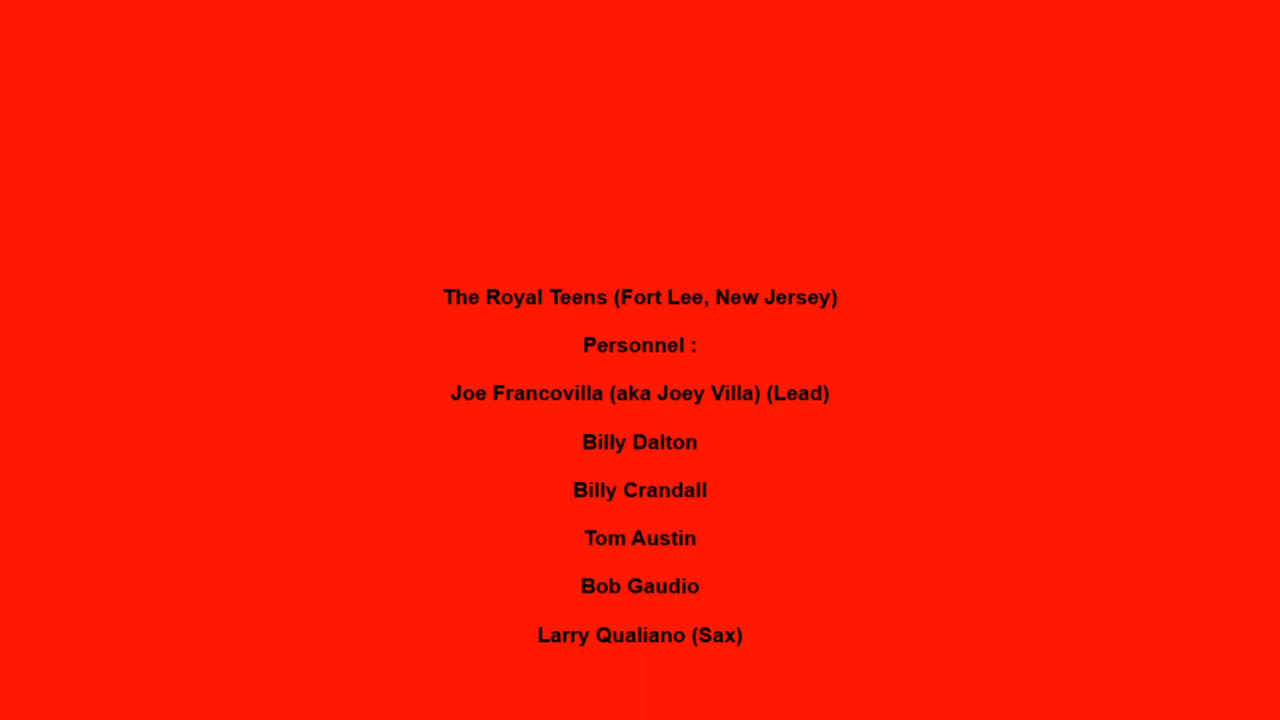 The Royal Teens (Fort Lee, New Jersey)
Personnel :
Joe Francovilla (aka Joey Villa) (Lead)
Billy Dalton
Billy Crandall
Tom Austin
Bob Gaudio
Larry Qualiano (Sax)